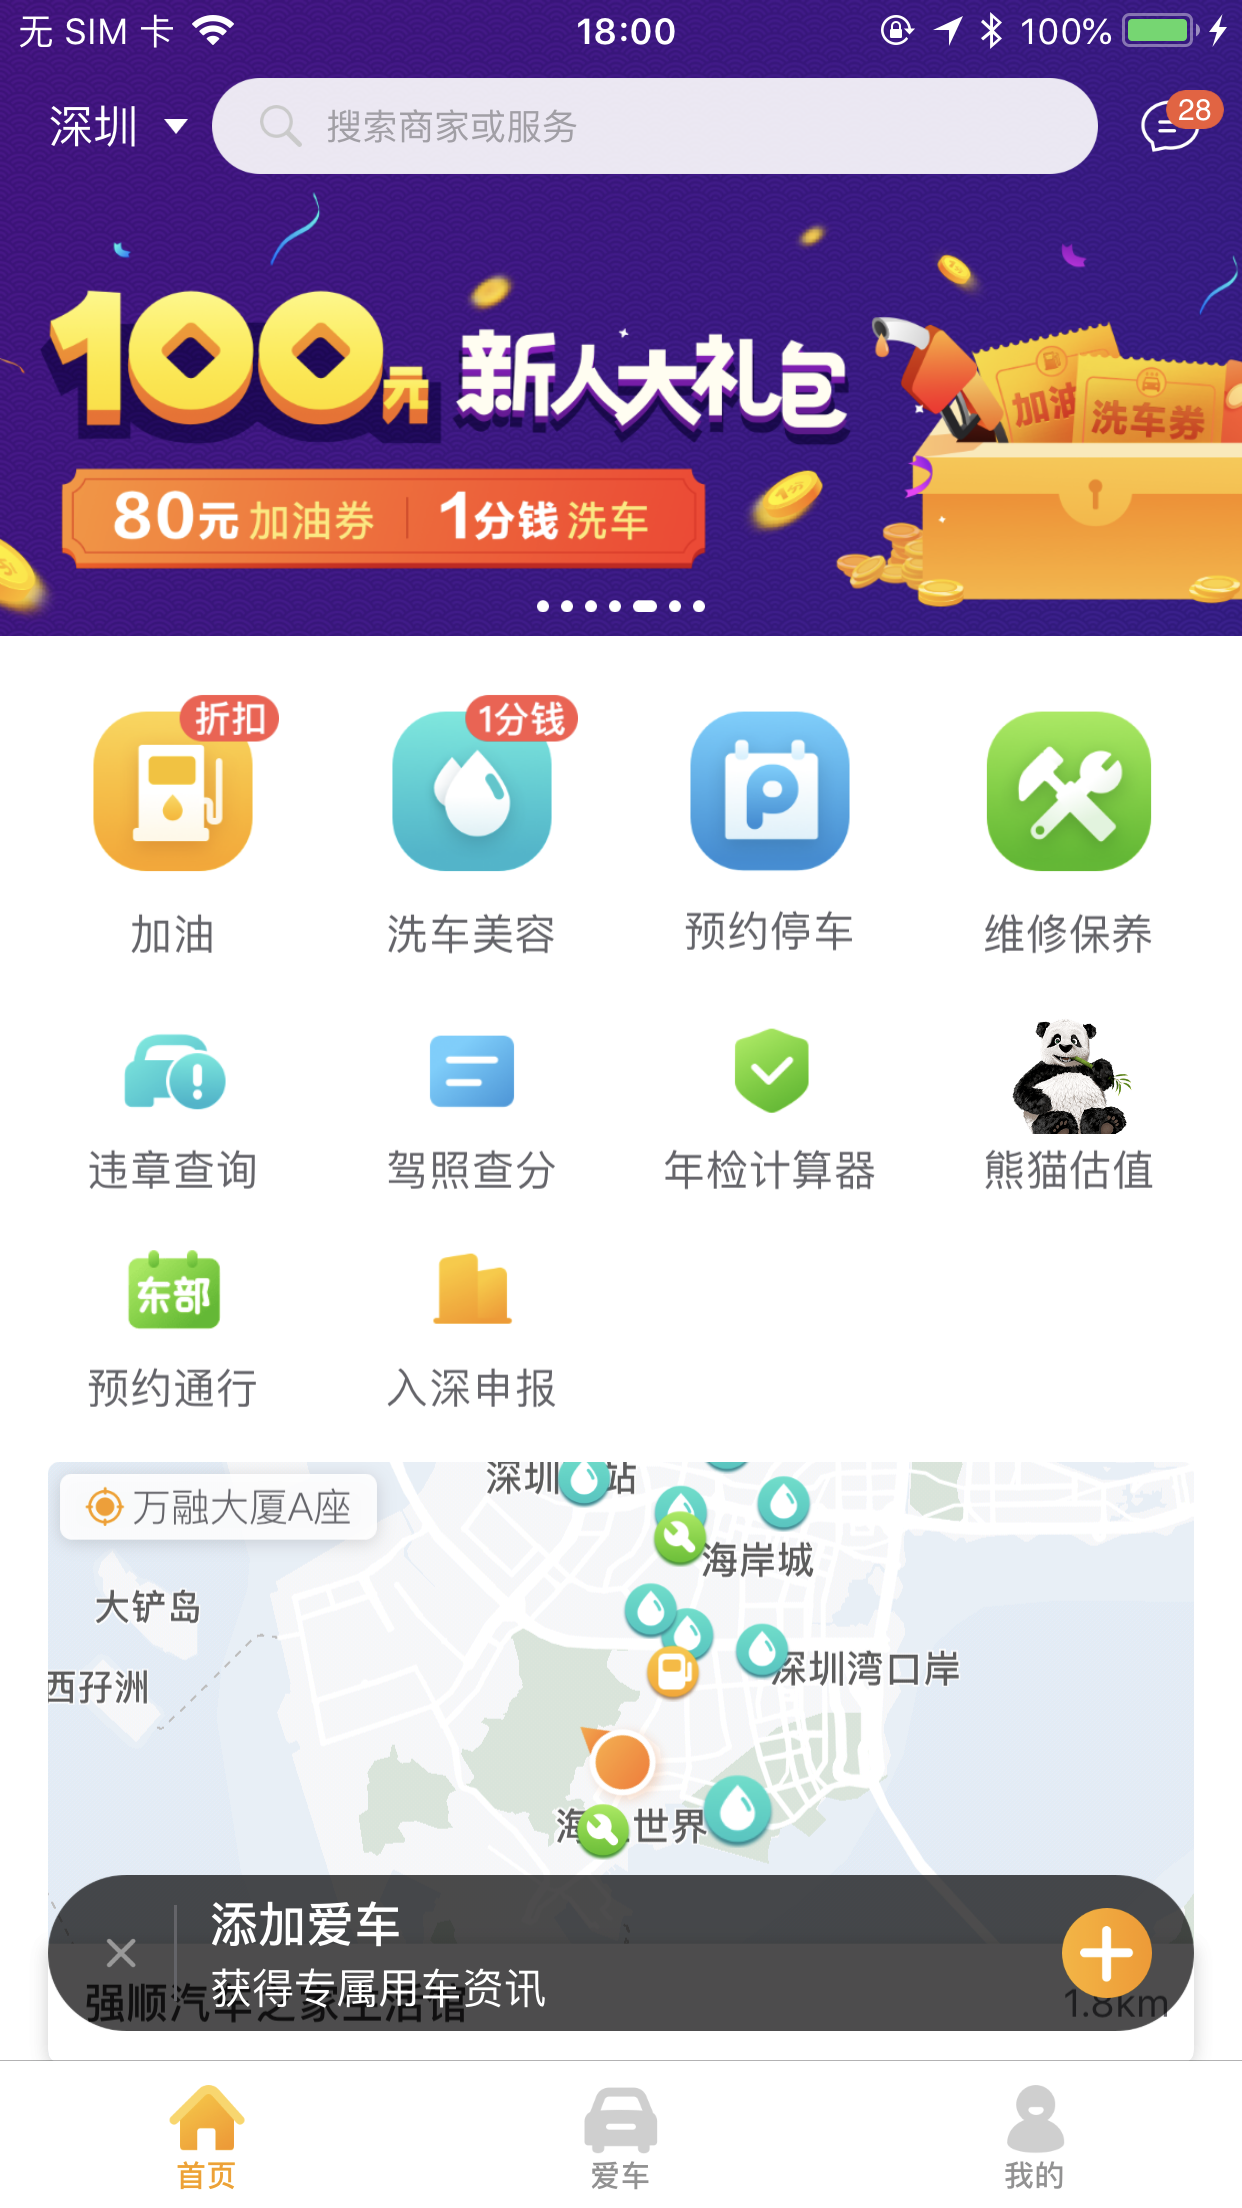 无 SIM 卡
18:00
100%
深圳
搜索商家或服务
28
100元 新人大礼包
加油
洗车券
80元加油券 1分钱洗车
折扣
1分钱
加油
洗车美容
预约停车
维修保养
违章查询
驾照查分
年检计算器
熊猫估值
东部
预约通行
入深申报
深圳
站
万融大厦A座
海岸城
大铲岛
深圳湾口岸
西孖洲
世界
添加爱车
获得专属用车资讯
强顺汽车之家生活馆
1.8km
首页
爱车
我的